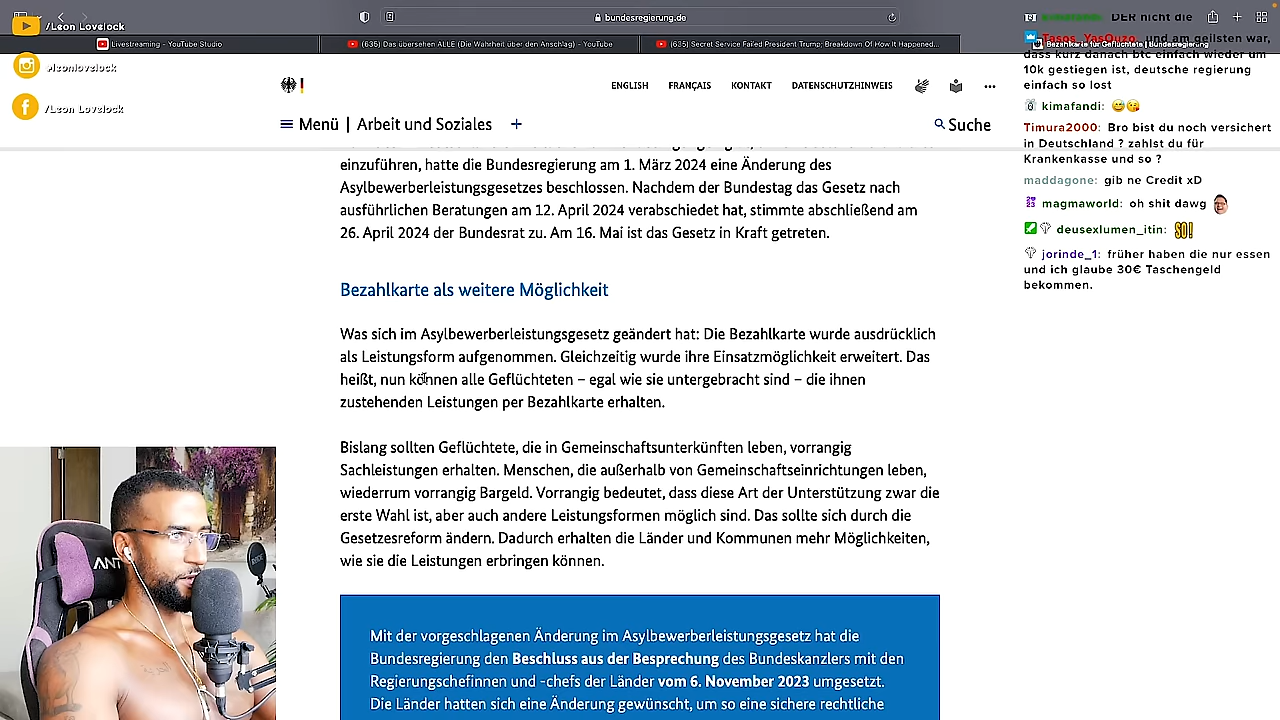 /Leon Lovelock
/leonlovelock
/Leon Lovelock
bundesregierung.de
Livestreaming - YouTube Studio
(635) Das übersehen ALLE (Die Wahrheit über den Anschlag) - YouTube
(635) Secret Service Failed President Trump; Breakdown Of How It Happened...
Bezahlkarte für Geflüchtete | Bundesregierung
ENGLISH
FRANÇAIS
KONTAKT
DATENSCHUTZHINWEIS
Menü | Arbeit und Soziales +
Suche
einzuführen, hatte die Bundesregierung am 1. März 2024 eine Änderung des
Asylbewerberleistungsgesetzes beschlossen. Nachdem der Bundestag das Gesetz nach
ausführlichen Beratungen am 12. April 2024 verabschiedet hat, stimmte abschließend am
26. April 2024 der Bundesrat zu. Am 16. Mai ist das Gesetz in Kraft getreten.
Bezahlkarte als weitere Möglichkeit
Was sich im Asylbewerberleistungsgesetz geändert hat: Die Bezahlkarte wurde ausdrücklich
als Leistungsform aufgenommen. Gleichzeitig wurde ihre Einsatzmöglichkeit erweitert. Das
heißt, nun können alle Geflüchteten – egal wie sie untergebracht sind – die ihnen
zustehenden Leistungen per Bezahlkarte erhalten.
Bislang sollten Geflüchtete, die in Gemeinschaftsunterkünften leben, vorrangig
Sachleistungen erhalten. Menschen, die außerhalb von Gemeinschaftseinrichtungen leben,
wiederrum vorrangig Bargeld. Vorrangig bedeutet, dass diese Art der Unterstützung zwar die
erste Wahl ist, aber auch andere Leistungsformen möglich sind. Das sollte sich durch die
Gesetzesreform ändern. Dadurch erhalten die Länder und Kommunen mehr Möglichkeiten,
wie sie die Leistungen erbringen können.
Mit der vorgeschlagenen Änderung im Asylbewerberleistungsgesetz hat die
Bundesregierung den Beschluss aus der Besprechung des Bundeskanzlers mit den
Regierungschefinnen und -chefs der Länder vom 6. November 2023 umgesetzt.
Die Länder hatten sich eine Änderung gewünscht, um so eine sichere rechtliche
DER nicht die
Tasos_YasOuzo: und am geilsten war,
dass kurz danach btc einfach wieder um
10k gestiegen ist, deutsche regierung
einfach so lost
kimafandi: 😅😘
Timura2000: Bro bist du noch versichert
in Deutschland ? zahlst du für
Krankenkasse und so ?
maddagone: gib ne Credit xD
magmaworld: oh shit dawg
deusexlumen_itin: SO!
jorinde_1: früher haben die nur essen
und ich glaube 30€ Taschengeld
bekommen.
ANT
RODE